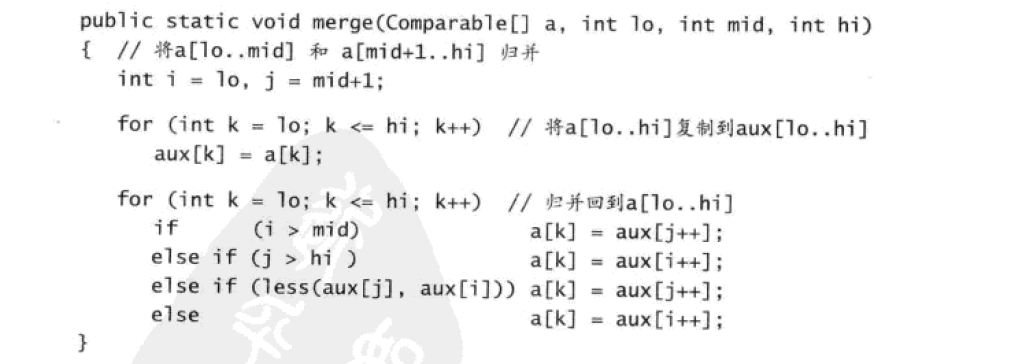 public static void merge(Comparable[] a, int lo, int mid, int hi)
{ // 将a[lo..mid] 和 a[mid+1..hi] 归并
int i = lo, j = mid+1;
for (int k = lo; k <= hi; k++) // 将a[lo..hi]复制到aux[lo..hi]
aux[k] = a[k];
for (int k = lo; k <= hi; k++) // 归并回到a[lo..hi]
if (i > mid) a[k] = aux[j++];
else if (j > hi ) a[k] = aux[i++];
else if (less(aux[j], aux[i])) a[k] = aux[j++];
else a[k] = aux[i++];
}